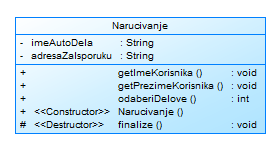 Narucivanje
- imeAutoDela : String
- adresaZaIsporuku : String
+ getImeKorisnika () : void
+ getPrezimeKorisnika () : void
+ odaberiDelove () : int
+ <<Constructor>> Narucivanje ()
# <<Destructor>> finalize () : void